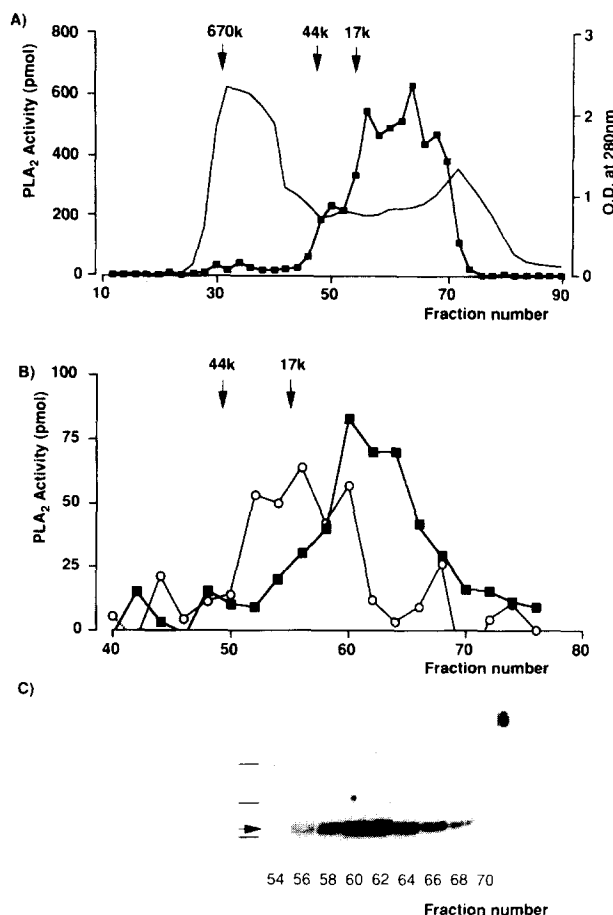 A)
670k 44k 17k
PLA₂ Activity (pmol)
800
600
400
200
0
3
2
1
0
O.D. at 280nm
10 30 50 70 90
Fraction number
B)
44k 17k
PLA₂ Activity (pmol)
100
75
50
25
0
40 50 60 70 80
Fraction number
C)
54 56 58 60 62 64 66 68 70
Fraction number